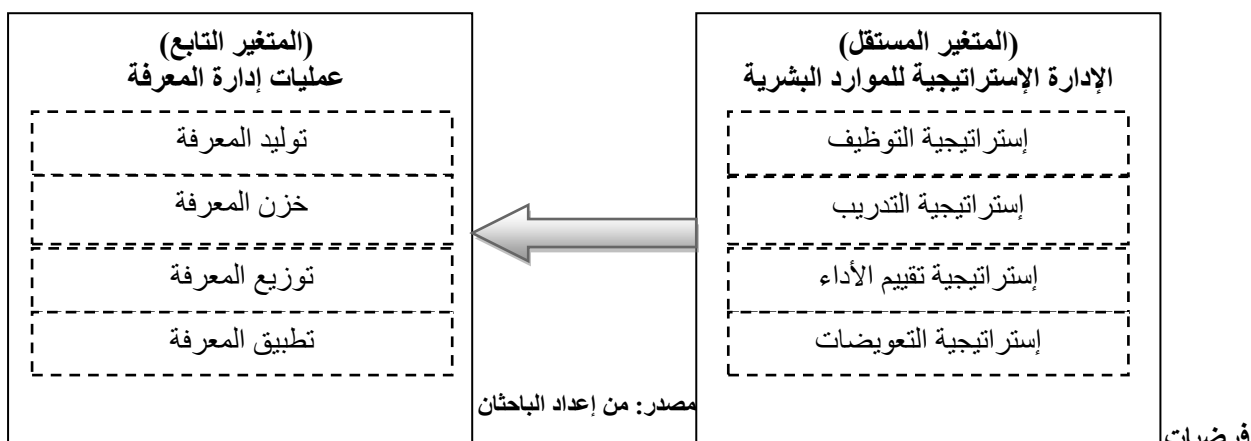 (المتغير المستقل)
الإدارة الإستراتيجية للموارد البشرية
إستراتيجية التوظيف
إستراتيجية التدريب
إستراتيجية تقييم الأداء
إستراتيجية التعويضات
(المتغير التابع)
عمليات إدارة المعرفة
توليد المعرفة
خزن المعرفة
توزيع المعرفة
تطبيق المعرفة
مصدر: من إعداد الباحثان
فرضيات